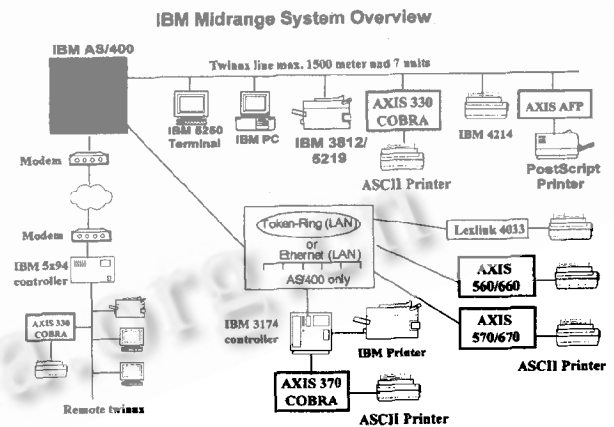 IBM Midrange System Overview
IBM AS/400
Twinax line max. 1500 meter and 7 units
IBM 5250
Terminal
IBM PC
IBM 3812/
5219
AXIS 330
COBRA
ASCII Printer
IBM 4214
AXIS AFP
PostScript
Printer
Modem
Modem
IBM 5x94
controller
AXIS 330
COBRA
Remote twinax
Token-Ring (LAN)
or
Ethernet (LAN)
AS/400 only
IBM 3174
controller
IBM Printer
AXIS 370
COBRA
ASCII Printer
Lexlink 4033
AXIS
560/660
AXIS
570/670
ASCII Printer